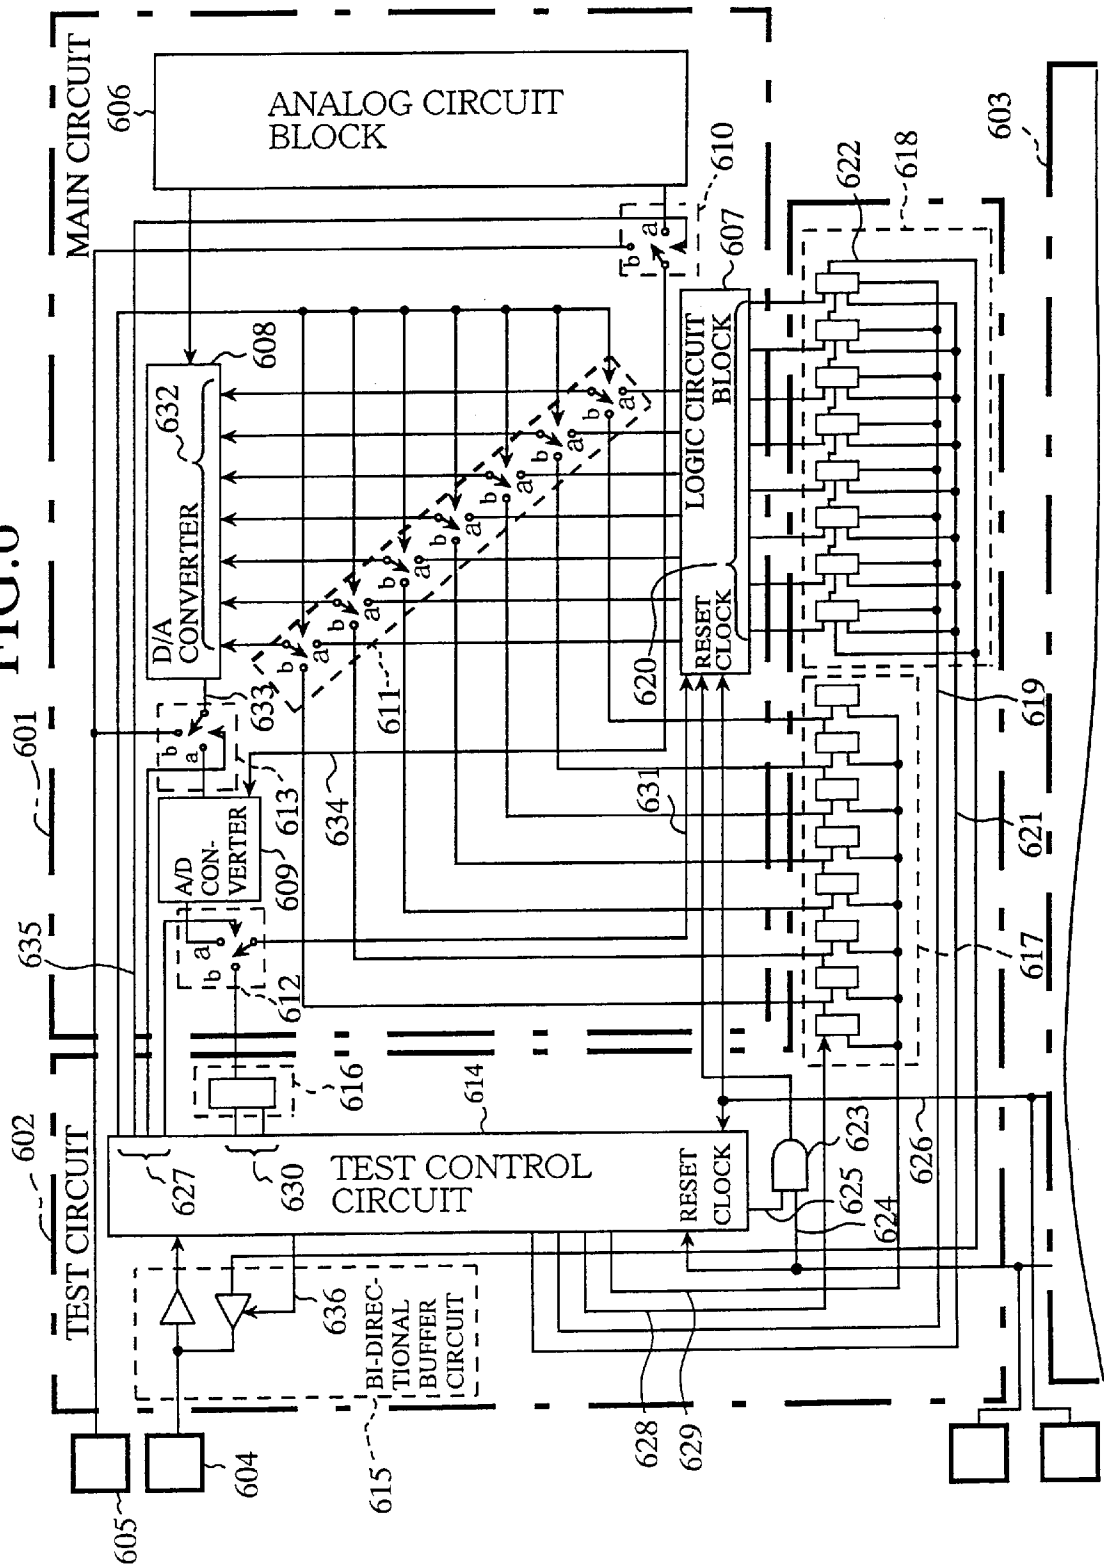 FIG.6
601
MAIN CIRCUIT
606
ANALOG CIRCUIT
BLOCK
635
608
632
D/A
CONVERTER
633
b
a
613
A/D
CON-
VERTER
609
a
b
612
634
b
a
b
a
b
a
b
a
b
a
b
a
b
a
611
b
a
610
607
LOGIC CIRCUIT
BLOCK
RESET
CLOCK
620
631
602
TEST CIRCUIT
627
630
616
614
TEST CONTROL
CIRCUIT
RESET
CLOCK
636
BI-DIREC-
TIONAL
BUFFER
CIRCUIT
615
605
604
623
625
624
626
628
629
622
618
619
621
617
603